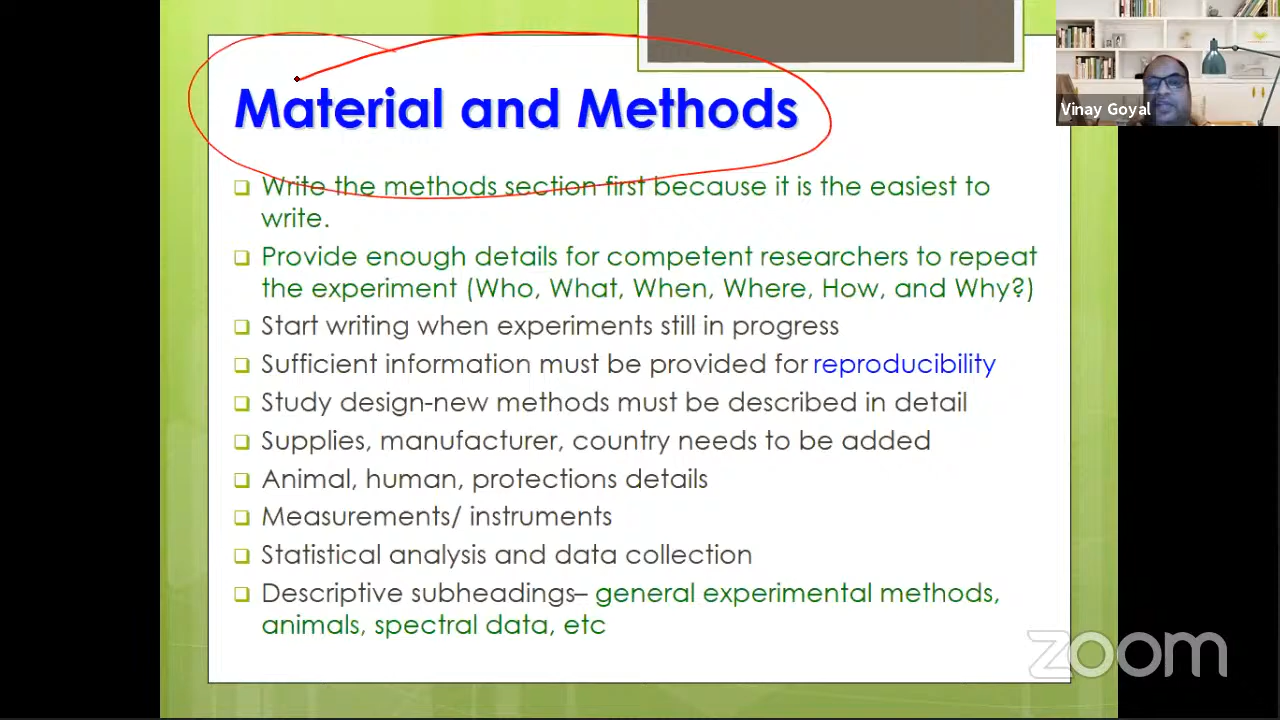 Material and Methods
Vinay Goyal
Write the methods section first because it is the easiest to
write.
Provide enough details for competent researchers to repeat
the experiment (Who, What, When, Where, How, and Why?)
Start writing when experiments still in progress
Sufficient information must be provided for reproducibility
Study design-new methods must be described in detail
Supplies, manufacturer, country needs to be added
Animal, human, protections details
Measurements/ instruments
Statistical analysis and data collection
Descriptive subheadings– general experimental methods,
animals, spectral data, etc
zoom